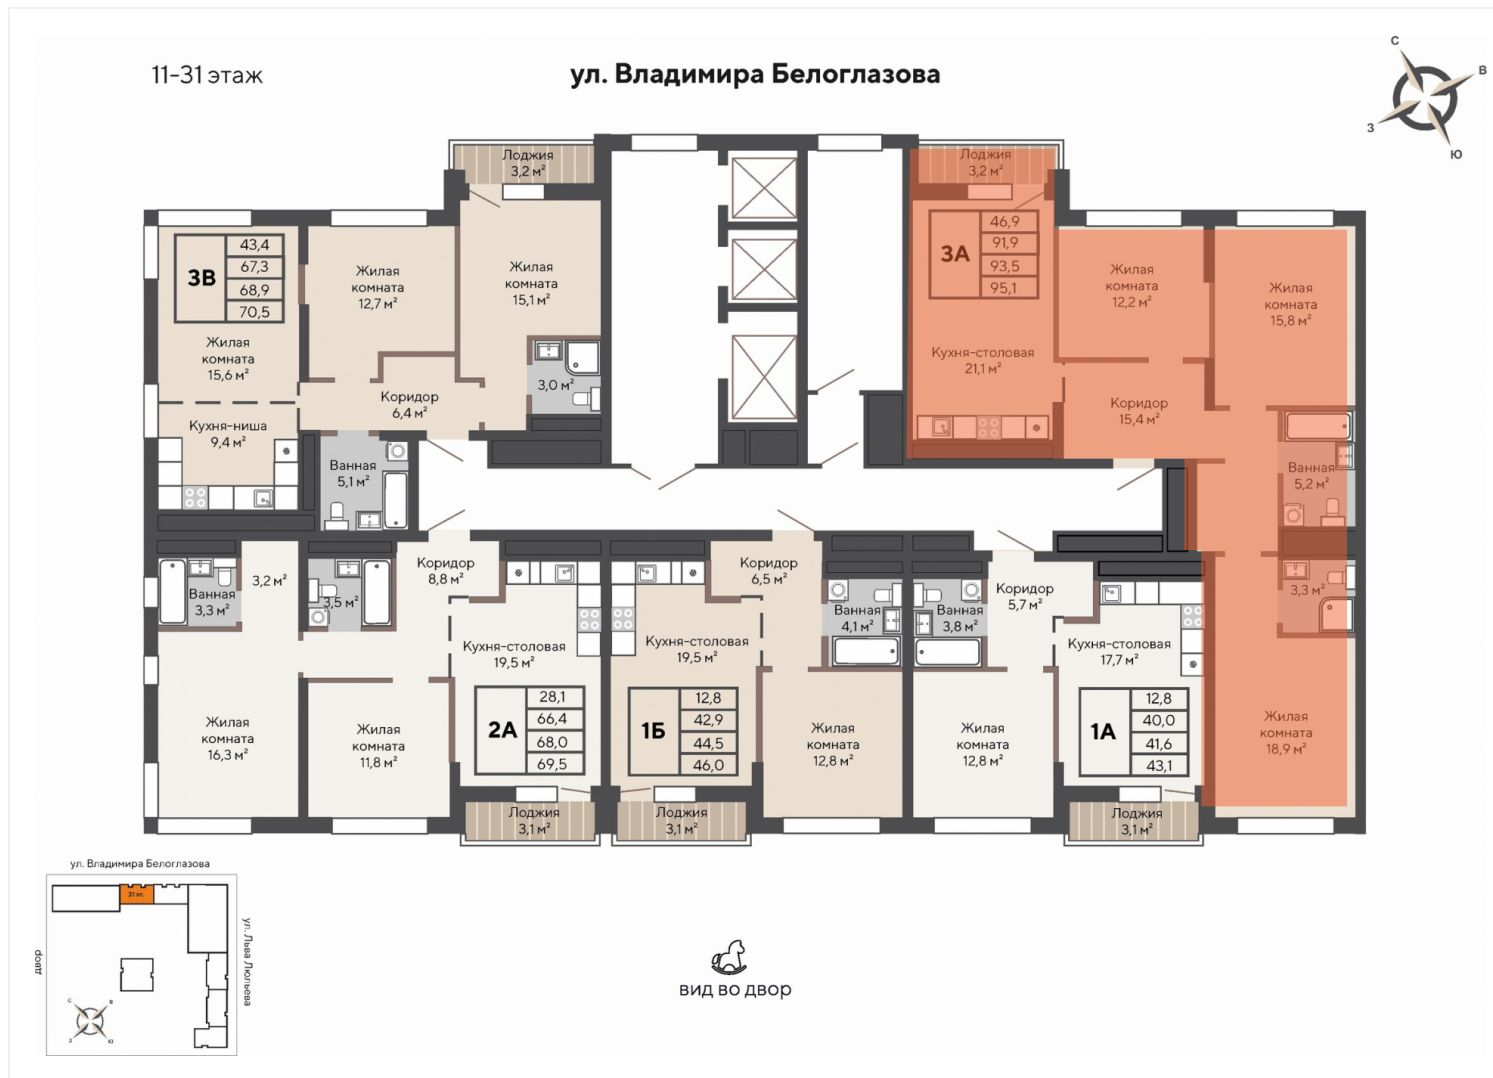 11-31 этаж
ул. Владимира Белоглазова
С
В
З
Ю
Лоджия
3,2 м²
Лоджия
3,2 м²
3В
43,4
67,3
68,9
70,5
Жилая
комната
15,6 м²
Кухня-ниша
9,4 м²
Жилая
комната
12,7 м²
Жилая
комната
15,1 м²
3,0 м²
Коридор
6,4 м²
Ванная
5,1 м²
3А
46,9
91,9
93,5
95,1
Кухня-столовая
21,1 м²
Жилая
комната
12,2 м²
Жилая
комната
15,8 м²
Коридор
15,4 м²
Ванная
5,2 м²
3,3 м²
Жилая
комната
18,9 м²
Ванная
3,3 м²
3,2 м²
3,5 м²
Коридор
8,8 м²
Кухня-столовая
19,5 м²
2А
28,1
66,4
68,0
69,5
Жилая
комната
16,3 м²
Жилая
комната
11,8 м²
Лоджия
3,1 м²
Коридор
6,5 м²
Ванная
4,1 м²
Кухня-столовая
19,5 м²
1Б
12,8
42,9
44,5
46,0
Жилая
комната
12,8 м²
Лоджия
3,1 м²
Ванная
3,8 м²
Коридор
5,7 м²
Кухня-столовая
17,7 м²
1А
12,8
40,0
41,6
43,1
Жилая
комната
12,8 м²
Лоджия
3,1 м²
ул. Владимира Белоглазова
31 эт.
двор
ул. Льва Люльева
С
В
З
Ю
вид во двор